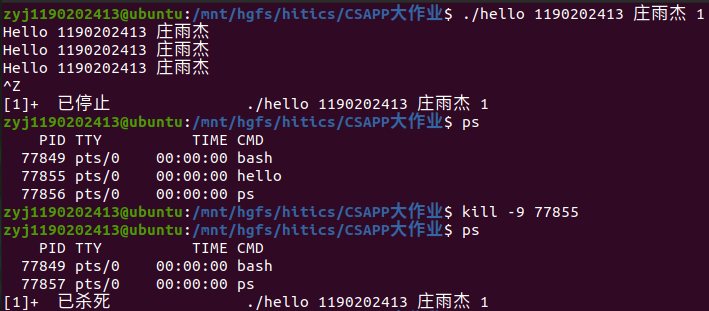 zyj1190202413@ubuntu:/mnt/hgfs/hitics/CSAPP大作业$ ./hello 1190202413 庄雨杰 1
Hello 1190202413 庄雨杰
Hello 1190202413 庄雨杰
Hello 1190202413 庄雨杰
^Z
[1]+  已停止               ./hello 1190202413 庄雨杰 1
zyj1190202413@ubuntu:/mnt/hgfs/hitics/CSAPP大作业$ ps
    PID TTY          TIME CMD
  77849 pts/0    00:00:00 bash
  77855 pts/0    00:00:00 hello
  77856 pts/0    00:00:00 ps
zyj1190202413@ubuntu:/mnt/hgfs/hitics/CSAPP大作业$ kill -9 77855
zyj1190202413@ubuntu:/mnt/hgfs/hitics/CSAPP大作业$ ps
    PID TTY          TIME CMD
  77849 pts/0    00:00:00 bash
  77857 pts/0    00:00:00 ps
[1]+  已杀死               ./hello 1190202413 庄雨杰 1